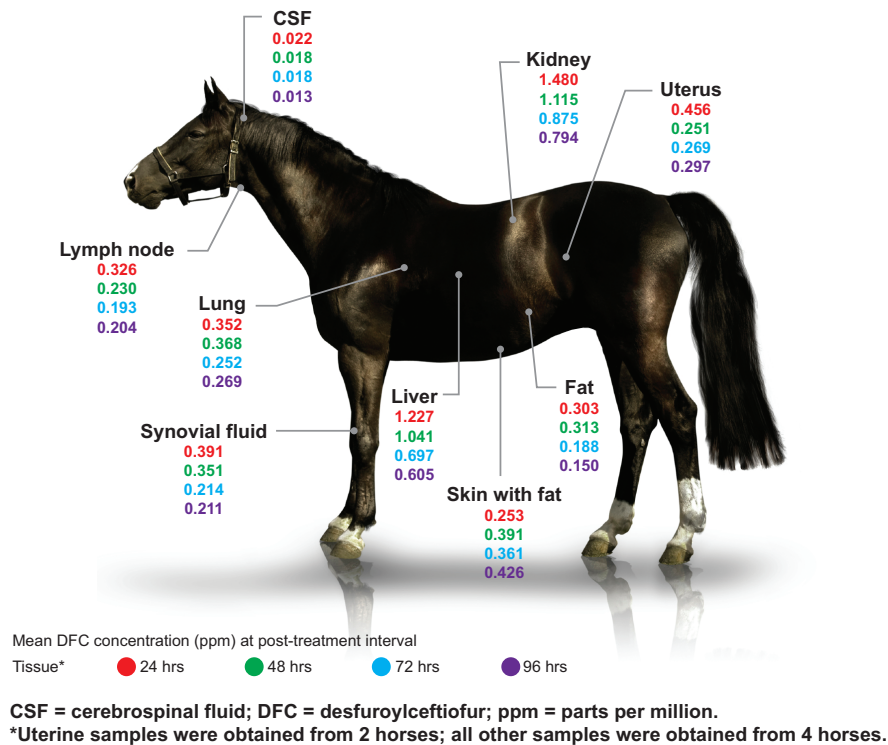 CSF
0.022
0.018
0.018
0.013
Kidney
1.480
1.115
0.875
0.794
Uterus
0.456
0.251
0.269
0.297
Lymph node
0.326
0.230
0.193
0.204
Lung
0.352
0.368
0.252
0.269
Liver
1.227
1.041
0.697
0.605
Fat
0.303
0.313
0.188
0.150
Synovial fluid
0.391
0.351
0.214
0.211
Skin with fat
0.253
0.391
0.361
0.426
Mean DFC concentration (ppm) at post-treatment interval
Tissue* 24 hrs 48 hrs 72 hrs 96 hrs
CSF = cerebrospinal fluid; DFC = desfuroylceftiofur; ppm = parts per million.
*Uterine samples were obtained from 2 horses; all other samples were obtained from 4 horses.